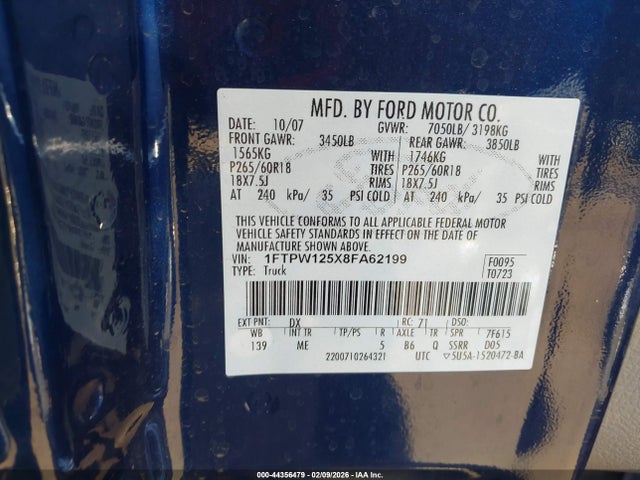 MFD. BY FORD MOTOR CO.
DATE: 10/07 GVWR: 7050LB/ 3198KG
FRONT GAWR: 3450LB REAR GAWR: 3850LB
1565KG WITH 1746KG WITH
P265/60R18 TIRES P265/60R18 TIRES
18X7.5J RIMS 18X7.5J RIMS
AT 240 kPa/ 35 PSI COLD AT 240 kPa/ 35 PSI COLD
THIS VEHICLE CONFORMS TO ALL APPLICABLE FEDERAL MOTOR
VEHICLE SAFETY STANDARDS IN EFFECT ON THE DATE OF
MANUFACTURE SHOWN ABOVE.
VIN: 1FTPW125X8FA62199 F0095
TYPE: Truck T0723
EXT PNT: DX RC: 71 DSO:
WB INT TR TP/PS R AXLE TR SPR 7F615
139 ME 5 B6 Q SSRR D05
2200710264321 UTC ▽5U5A-1520472-BA
000-44356479 - 02/09/2026 - IAA Inc.